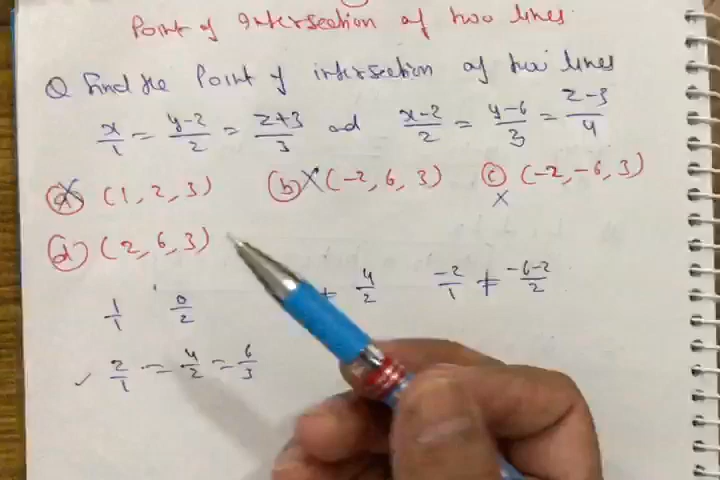 Point of Intersection of two lines
Q Find the Point of intersection of two lines
x/1 = y-2/2 = z+3/3 and x-2/2 = y-6/3 = z-3/4
(a) (1, 2, 3) (b) (-2, 6, 3) (c) (-2, -6, 3)
(d) (2, 6, 3)
1/1 0/2 ≠ 4/2 -2/1 ≠ -6-2/2
✓ 2/1 = 4/2 = 6/3